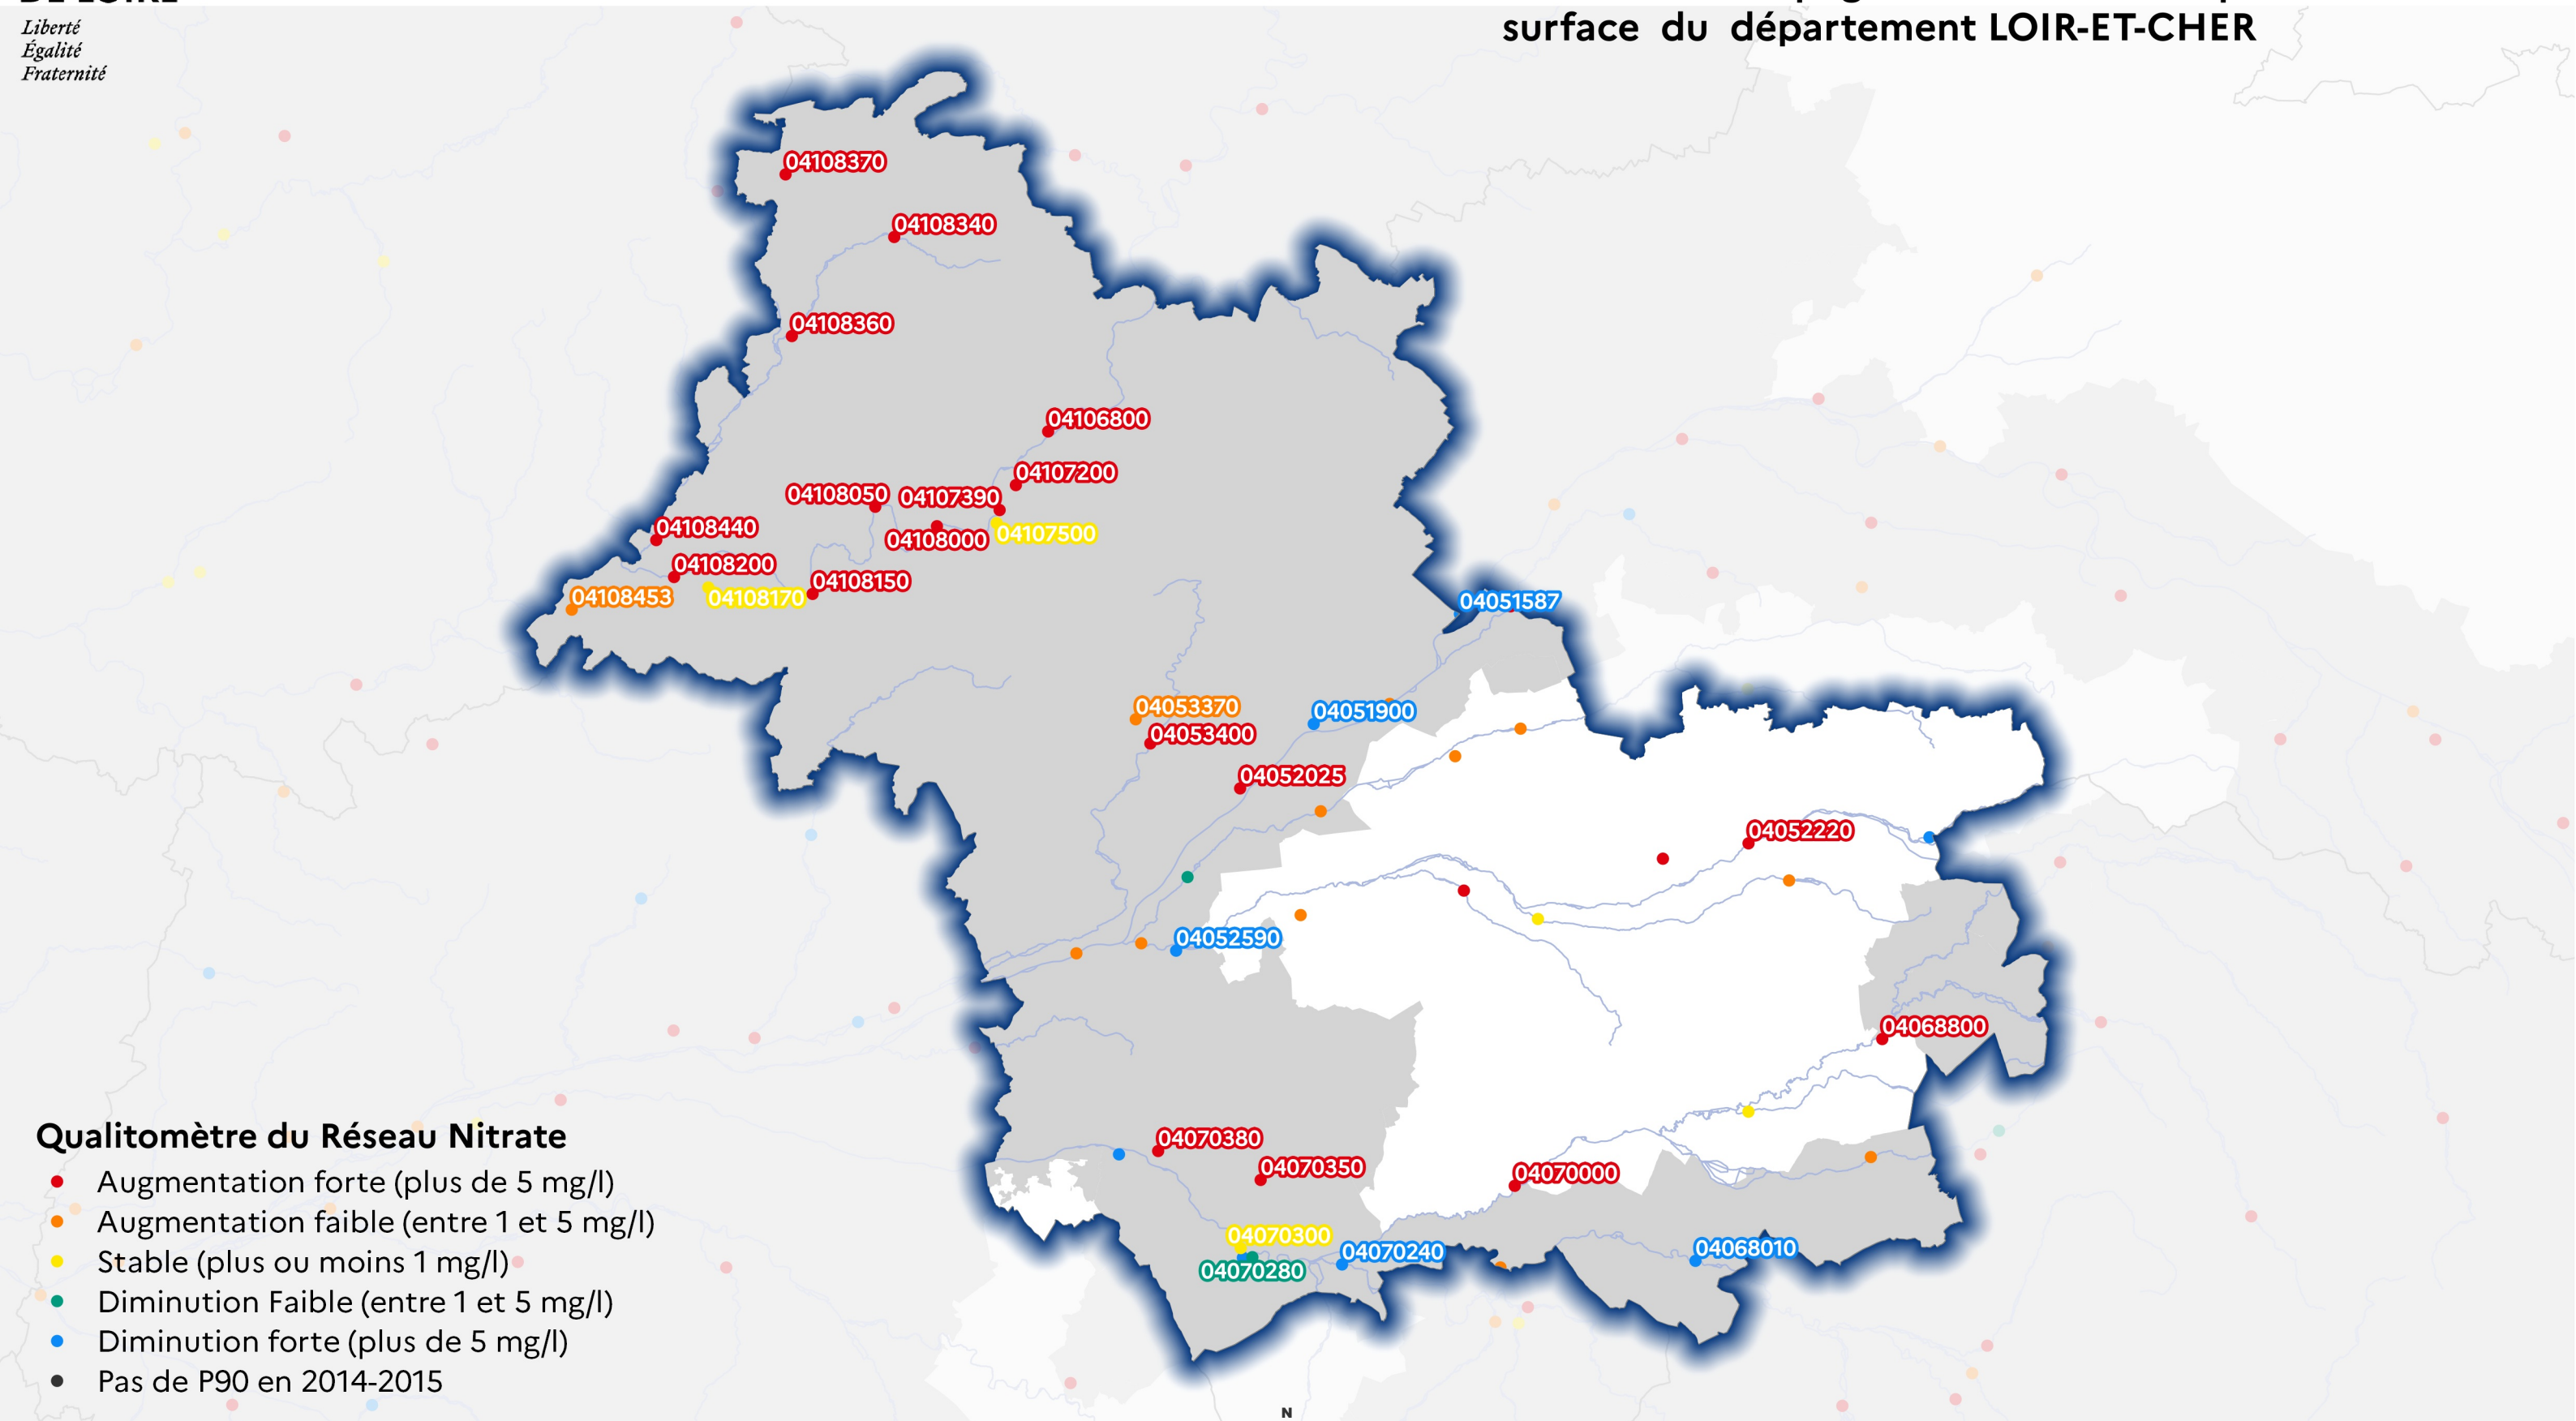 DE LOIRE
Liberté
Égalité
Fraternité
surface du département LOIR-ET-CHER
04108370
04108340
04108360
04106800
04107200
04108050
04107390
04108440
04108000
04107500
04108200
04108150
04108453
04108170
04051587
04053370
04051900
04053400
04052025
04052220
04052590
04068800
04070380
04070350
04070000
04070300
04070240
04068010
04070280
Qualitomètre du Réseau Nitrate
Augmentation forte (plus de 5 mg/l)
Augmentation faible (entre 1 et 5 mg/l)
Stable (plus ou moins 1 mg/l)
Diminution Faible (entre 1 et 5 mg/l)
Diminution forte (plus de 5 mg/l)
Pas de P90 en 2014-2015
N